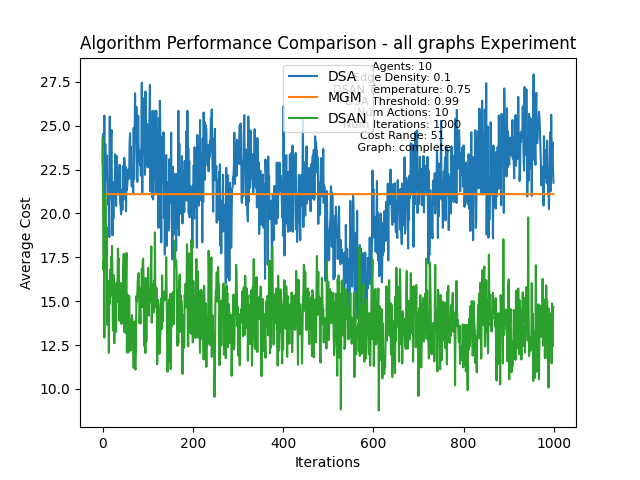 Algorithm Performance Comparison - all graphs Experiment
Average Cost
27.5
25.0
22.5
20.0
17.5
15.0
12.5
10.0
DSA
MGM
DSAN
Agents: 10
Edge Density: 0.1
DSAN Temperature: 0.75
Threshold: 0.99
Num Actions: 10
Num Iterations: 1000
Cost Range: 51
Graph: complete
0
200
400
600
800
1000
Iterations